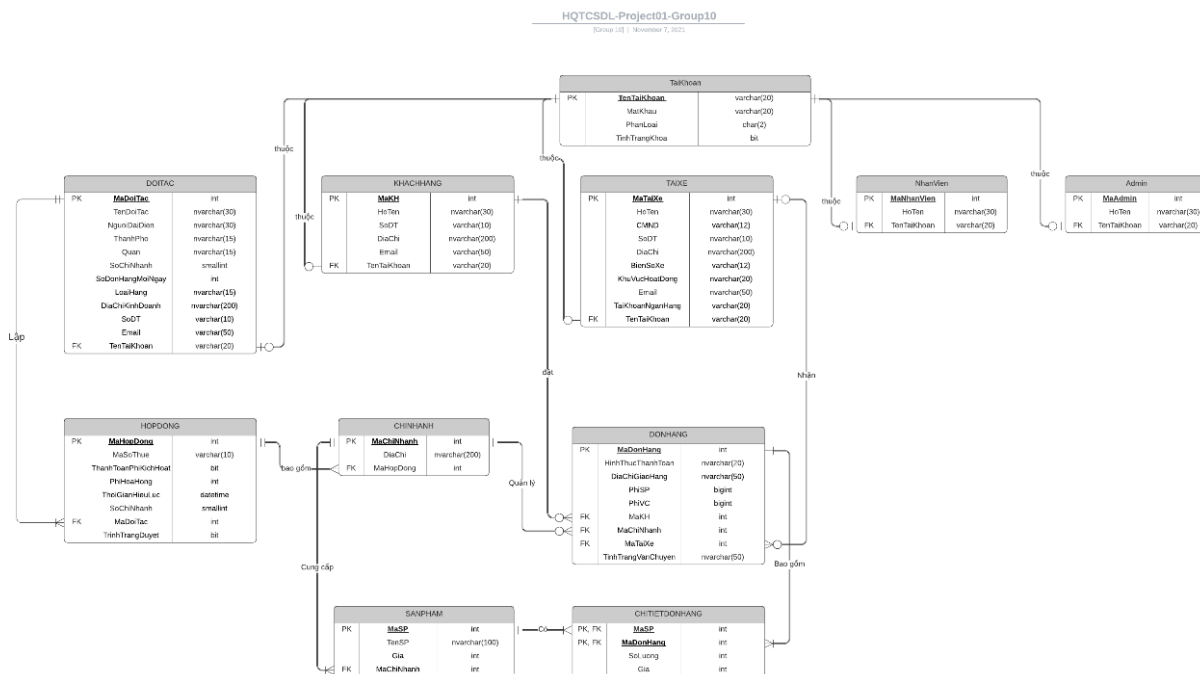 HQTCSDL-Project01-Group10
[Group 10] | November 7, 2021
TaiKhoan
PK TenTaiKhoan varchar(20)
MatKhau varchar(20)
PhanLoai char(2)
TinhTrangKhoa bit
thuộc
thuộc
thuộc
thuộc
thuộc
DOITAC
PK MaDoiTac int
TenDoiTac nvarchar(30)
NguoiDaiDien nvarchar(30)
ThanhPho nvarchar(15)
Quan nvarchar(15)
SoChiNhanh smallint
SoDonHangMoiNgay int
LoaiHang nvarchar(15)
DiaChiKinhDoanh nvarchar(200)
SoDT varchar(10)
Email varchar(50)
FK TenTaiKhoan varchar(20)
KHACHHANG
PK MaKH int
HoTen nvarchar(30)
SoDT varchar(10)
DiaChi nvarchar(200)
Email varchar(50)
FK TenTaiKhoan varchar(20)
TAIXE
PK MaTaiXe int
HoTen nvarchar(30)
CMND varchar(12)
SoDT nvarchar(10)
DiaChi nvarchar(200)
BienSoXe varchar(12)
KhuVucHoatDong nvarchar(20)
Email nvarchar(50)
TaiKhoanNganHang varchar(20)
FK TenTaiKhoan varchar(20)
NhanVien
PK MaNhanVien int
HoTen nvarchar(30)
FK TenTaiKhoan varchar(20)
Admin
PK MaAdmin int
HoTen nvarchar(30)
FK TenTaiKhoan varchar(20)
Lập
đặt
Nhận
HOPDONG
PK MaHopDong int
MaSoThue varchar(10)
ThanhToanPhiKichHoat bit
PhiHoaHong int
ThoiGianHieuLuc datetime
SoChiNhanh smallint
FK MaDoiTac int
TrinhTrangDuyet bit
bao gồm
CHINHANH
PK MaChiNhanh int
DiaChi nvarchar(200)
FK MaHopDong int
Quản lý
DONHANG
PK MaDonHang int
HinhThucThanhToan nvarchar(20)
DiaChiGiaoHang nvarchar(50)
PhiSP bigint
PhiVC bigint
FK MaKH int
FK MaChiNhanh int
FK MaTaiXe int
TinhTrangVanChuyen nvarchar(50)
Cung cấp
Bao gồm
SANPHAM
PK MaSP int
TenSP nvarchar(100)
Gia int
FK MaChiNhanh int
Có
CHITIETDONHANG
PK, FK MaSP int
PK, FK MaDonHang int
SoLuong int
Gia int